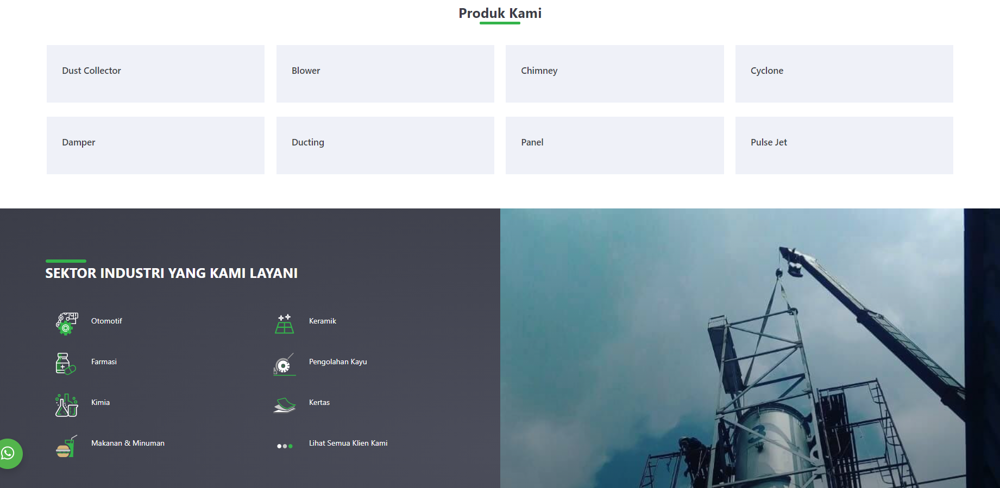 Produk Kami
Dust Collector
Blower
Chimney
Cyclone
Damper
Ducting
Panel
Pulse Jet
SEKTOR INDUSTRI YANG KAMI LAYANI
Otomotif
Keramik
Farmasi
Pengolahan Kayu
Kimia
Kertas
Makanan & Minuman
Lihat Semua Klien Kami